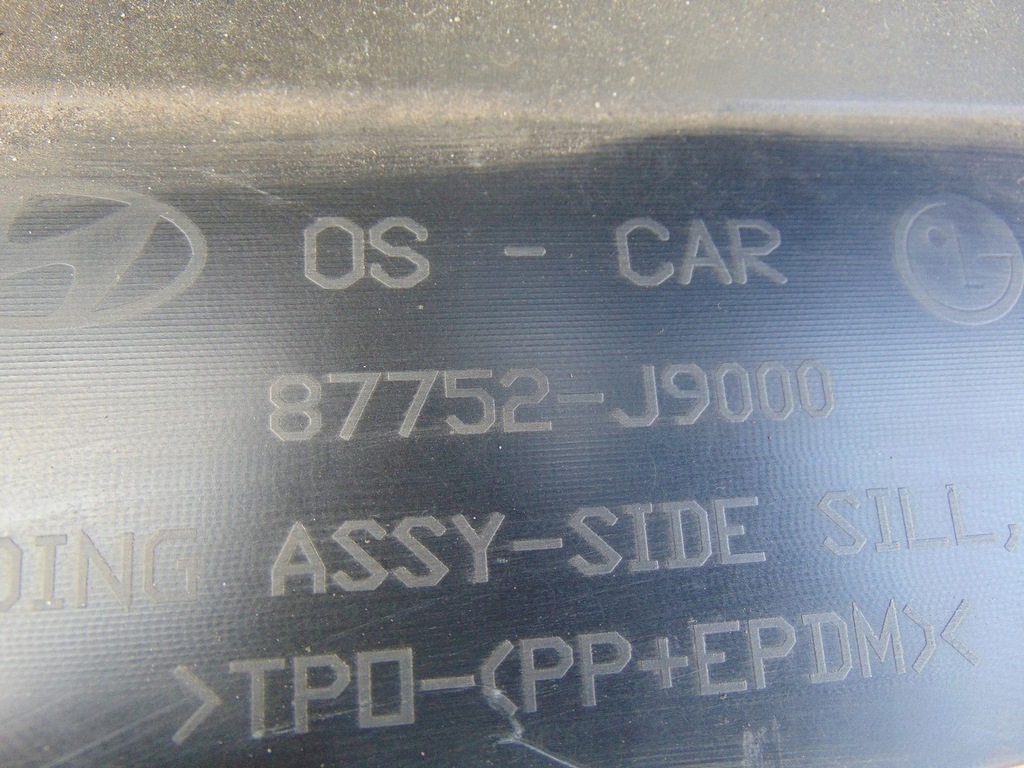 OS - CAR
87752-J9000
DING ASSY-SIDE SILL,
>TPO-(PP+EPDM)<